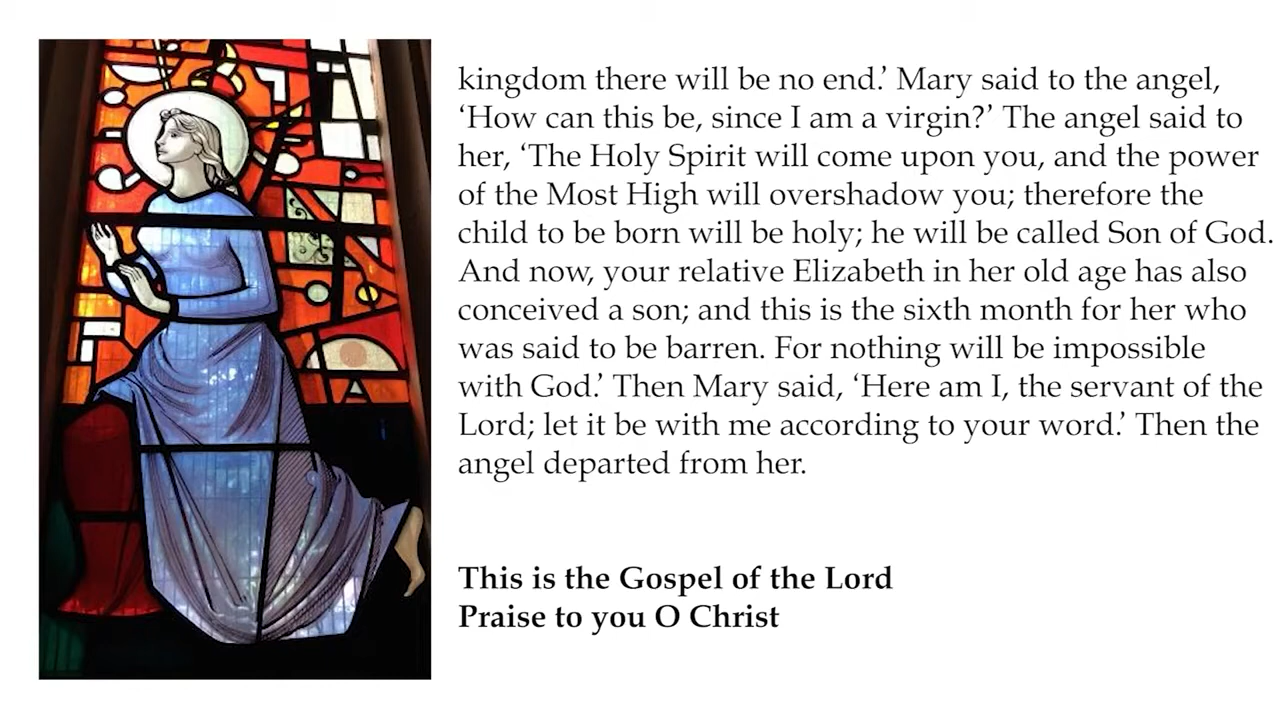 kingdom there will be no end.’ Mary said to the angel,
‘How can this be, since I am a virgin?’ The angel said to
her, ‘The Holy Spirit will come upon you, and the power
of the Most High will overshadow you; therefore the
child to be born will be holy; he will be called Son of God.
And now, your relative Elizabeth in her old age has also
conceived a son; and this is the sixth month for her who
was said to be barren. For nothing will be impossible
with God.’ Then Mary said, ‘Here am I, the servant of the
Lord; let it be with me according to your word.’ Then the
angel departed from her.
This is the Gospel of the Lord
Praise to you O Christ